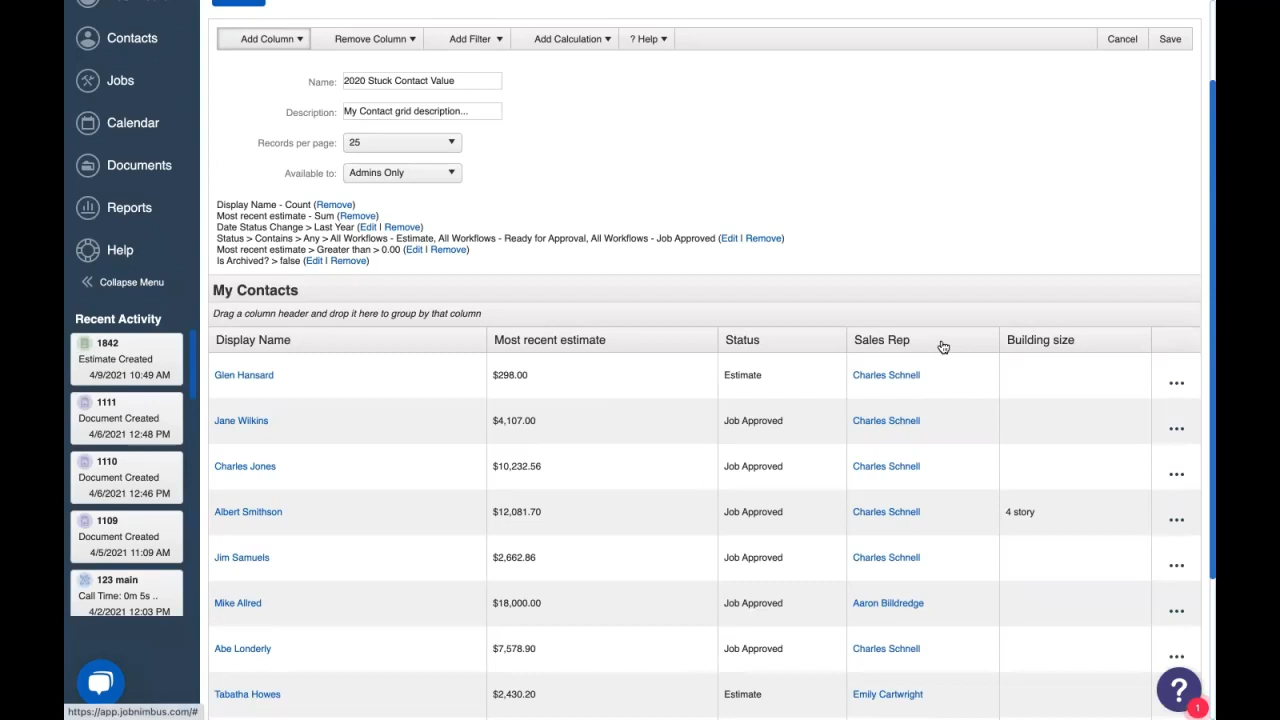 Contacts
Jobs
Calendar
Documents
Reports
Help
Collapse Menu
Recent Activity
1842
Estimate Created
4/9/2021 10:49 AM
1111
Document Created
4/6/2021 12:48 PM
1110
Document Created
4/6/2021 12:46 PM
1109
Document Created
4/5/2021 11:09 AM
123 main
Call Time: 0m 5s ..
4/2/2021 12:03 PM
https://app.jobnimbus.com/#
Add Column ▾ Remove Column ▾ Add Filter ▾ Add Calculation ▾ ? Help ▾ Cancel Save
Name: 2020 Stuck Contact Value
Description: My Contact grid description...
Records per page: 25
Available to: Admins Only
Display Name - Count (Remove)
Most recent estimate - Sum (Remove)
Date Status Change > Last Year (Edit | Remove)
Status > Contains > Any > All Workflows - Estimate, All Workflows - Ready for Approval, All Workflows - Job Approved (Edit | Remove)
Most recent estimate > Greater than > 0.00 (Edit | Remove)
Is Archived? > false (Edit | Remove)
My Contacts
Drag a column header and drop it here to group by that column
Display Name Most recent estimate Status Sales Rep Building size
Glen Hansard $298.00 Estimate Charles Schnell
Jane Wilkins $4,107.00 Job Approved Charles Schnell
Charles Jones $10,232.56 Job Approved Charles Schnell
Albert Smithson $12,081.70 Job Approved Charles Schnell 4 story
Jim Samuels $2,662.86 Job Approved Charles Schnell
Mike Allred $18,000.00 Job Approved Aaron Billdredge
Abe Londerly $7,578.90 Job Approved Charles Schnell
Tabatha Howes $2,430.20 Estimate Emily Cartwright
?
1